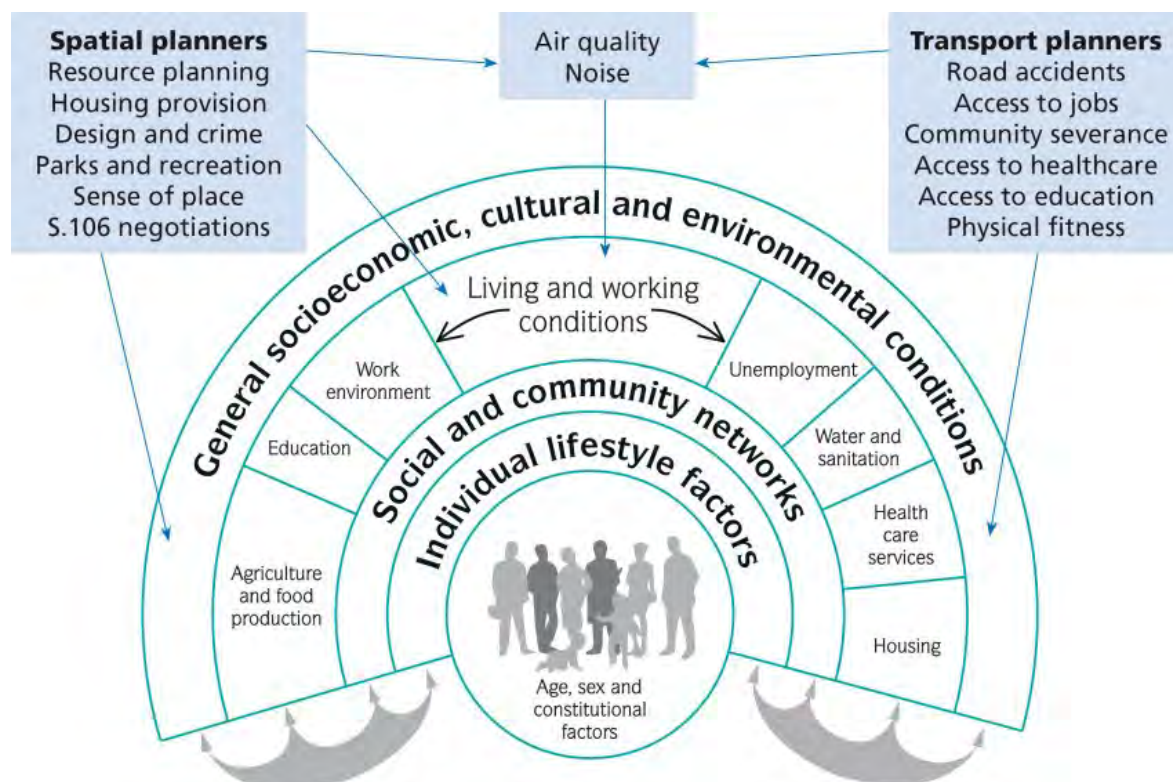 Spatial planners
Resource planning
Housing provision
Design and crime
Parks and recreation
Sense of place
S.106 negotiations
Air quality
Noise
Transport planners
Road accidents
Access to jobs
Community severance
Access to healthcare
Access to education
Physical fitness
General socioeconomic, cultural and environmental conditions
Living and working
conditions
Work
environment
Education
Agriculture
and food
production
Unemployment
Water and
sanitation
Health
care
services
Housing
Social and community networks
Individual lifestyle factors
Age, sex and
constitutional
factors